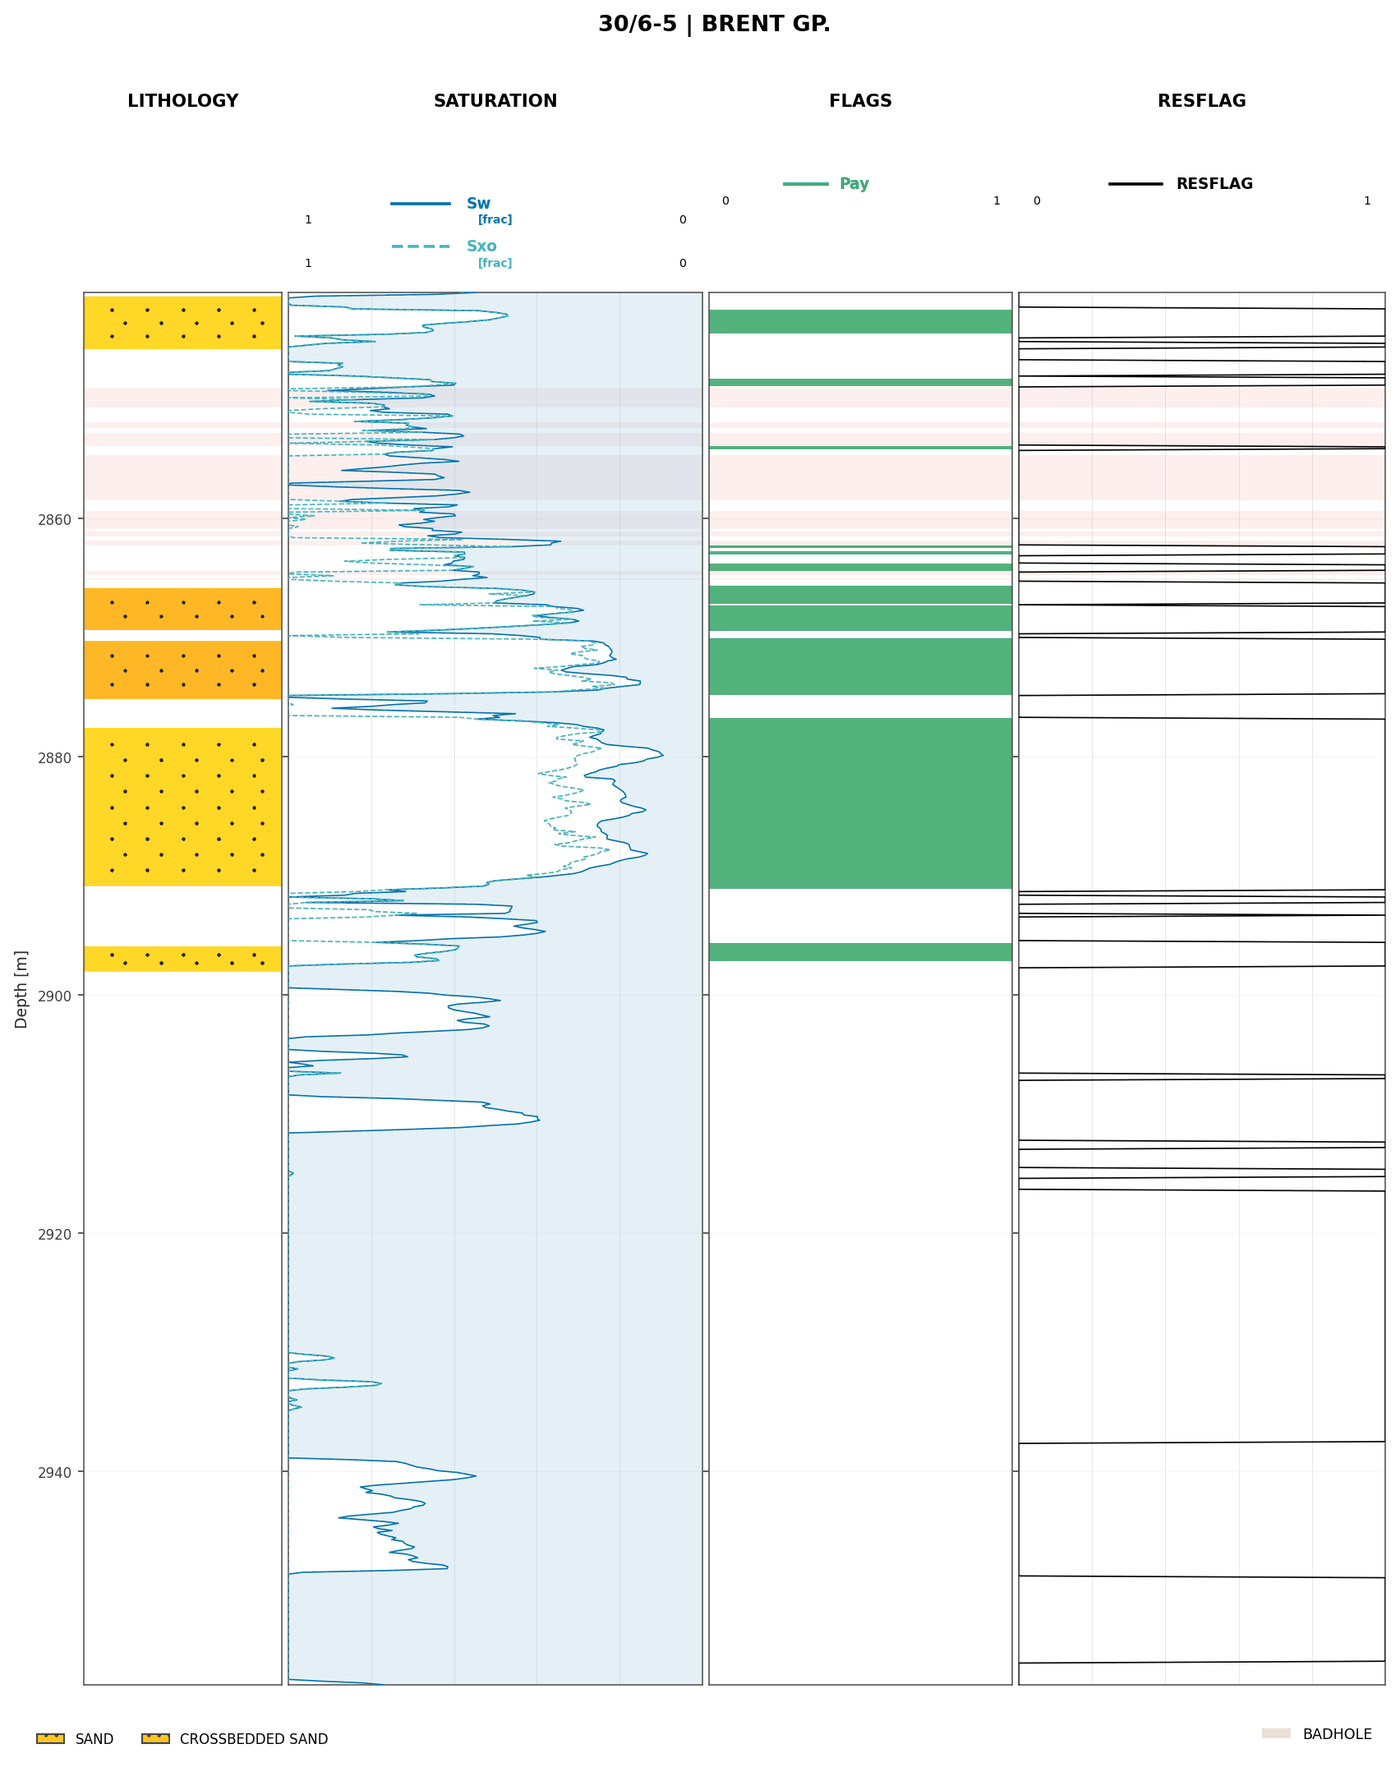 30/6-5 | BRENT GP.
LITHOLOGY
SATURATION
FLAGS
RESFLAG
Pay
0 1
RESFLAG
0 1
Sw
1 [frac] 0
Sxo
1 [frac] 0
Depth [m]
2860
2880
2900
2920
2940
SAND
CROSSBEDDED SAND
BADHOLE